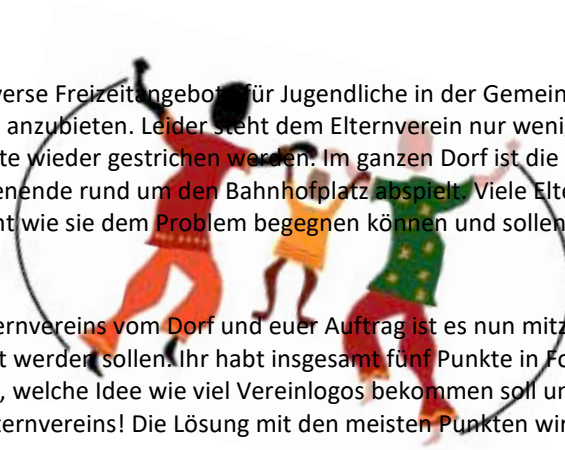 verse Freizeitangebote für Jugendliche in der Gemein
anzubieten. Leider steht dem Elternverein nur weni
te wieder gestrichen werden. Im ganzen Dorf ist die
enende rund um den Bahnhofplatz abspielt. Viele Elte
nt wie sie dem Problem begegnen können und sollen
ernvereins vom Dorf und euer Auftrag ist es nun mitz
t werden sollen. Ihr habt insgesamt fünf Punkte in Fo
, welche Idee wie viel Vereinlogos bekommen soll un
ternvereins! Die Lösung mit den meisten Punkten wir